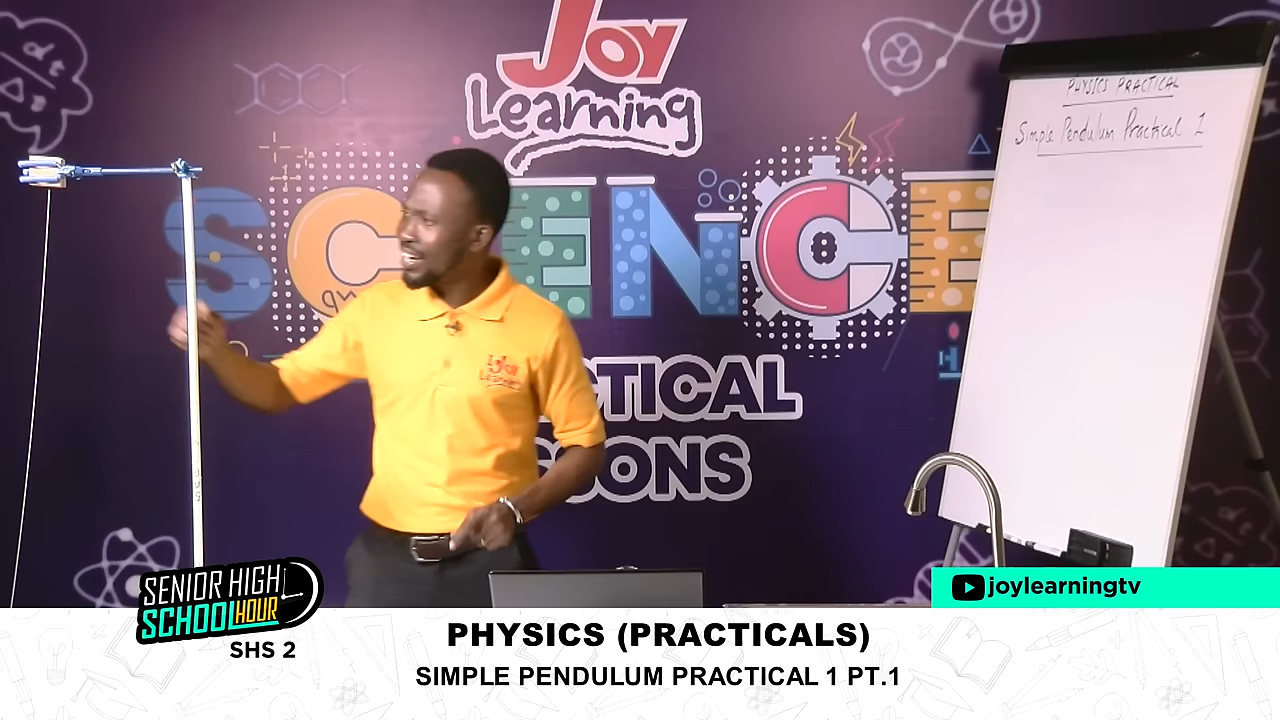 Joy
Learning
SCIENCE
CTICAL
SONS
Joy
Learning
PHYSICS PRACTICAL
Simple Pendulum Practical 1
SENIOR HIGH
SCHOOL HOUR
SHS 2
joylearningtv
PHYSICS (PRACTICALS)
SIMPLE PENDULUM PRACTICAL 1 PT.1